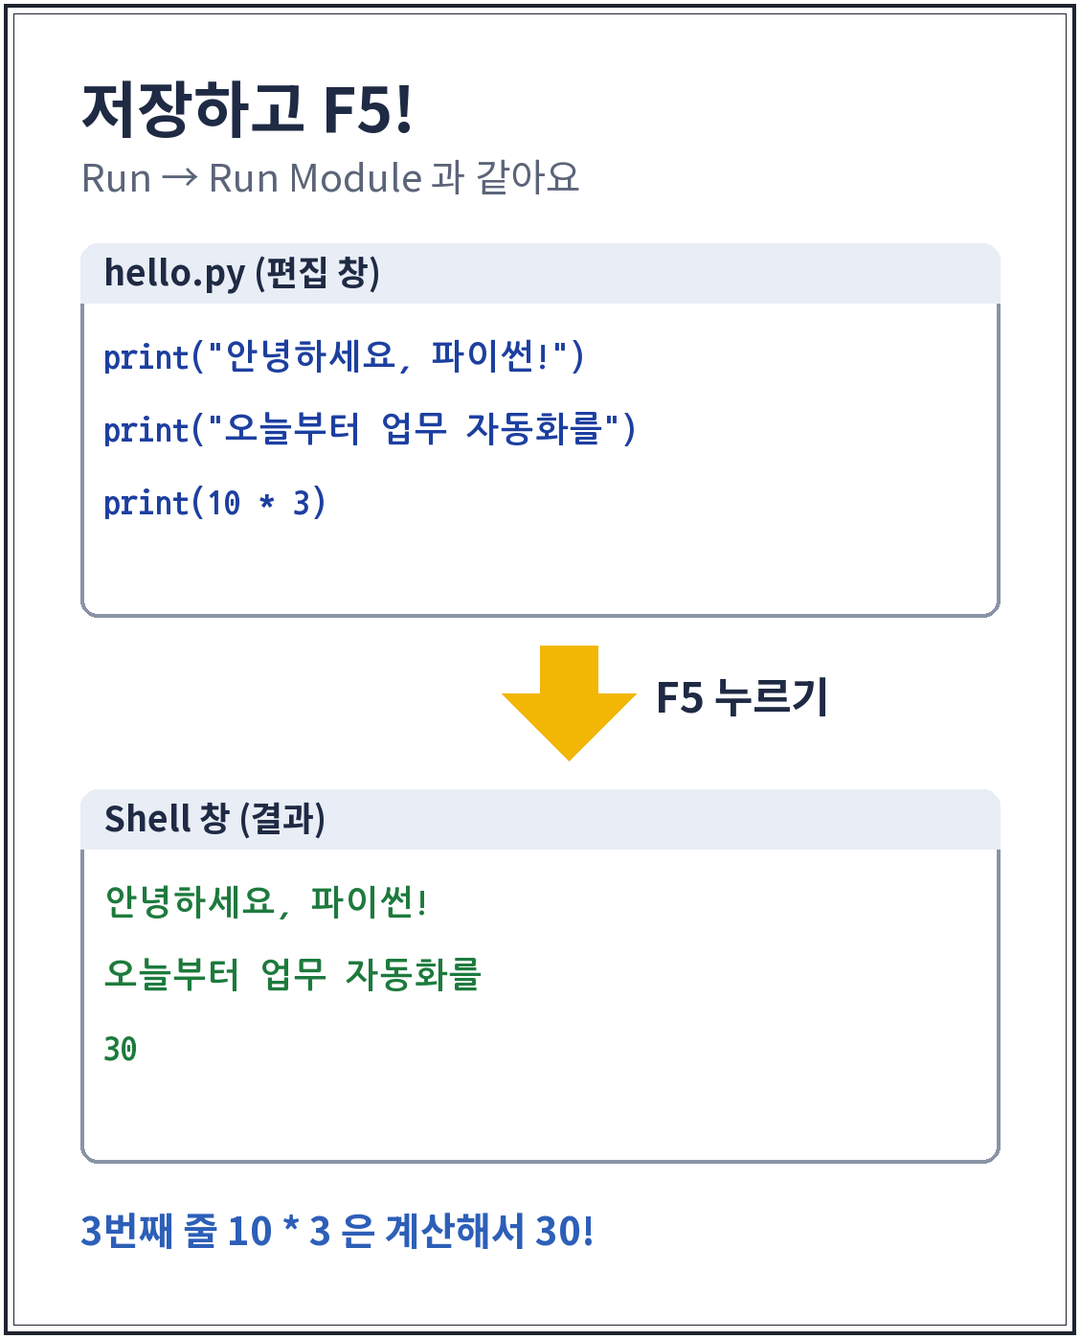 저장하고 F5!
Run → Run Module 과 같아요
hello.py (편집 창)
print("안녕하세요, 파이썬!")
print("오늘부터 업무 자동화를")
print(10 * 3)
F5 누르기
Shell 창 (결과)
안녕하세요, 파이썬!
오늘부터 업무 자동화를
30
3번째 줄 10 * 3 은 계산해서 30!